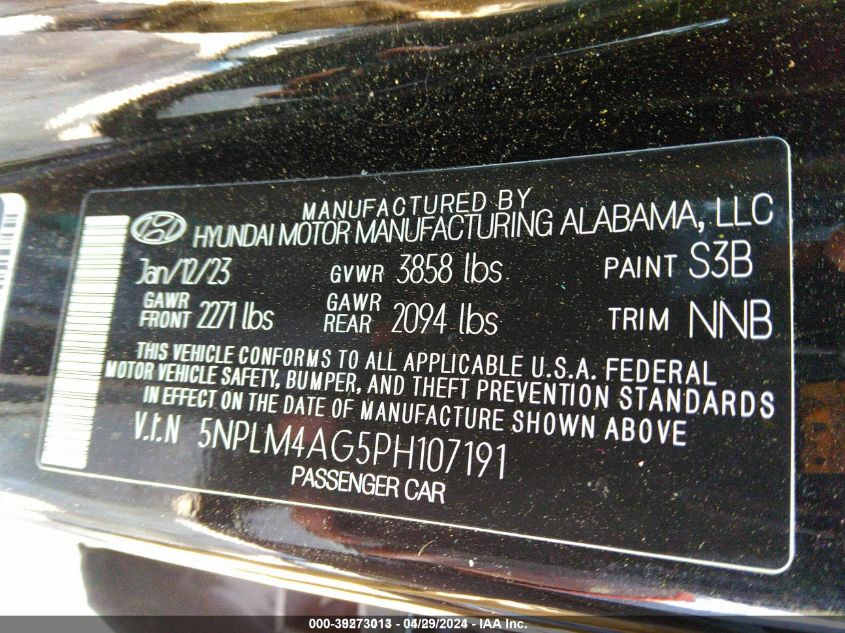 MANUFACTURED BY
HYUNDAI MOTOR MANUFACTURING ALABAMA, LLC
Jan/12/23 GVWR 3858 lbs. PAINT S3B
GAWR FRONT 2271 lbs GAWR REAR 2094 lbs TRIM NNB
THIS VEHICLE CONFORMS TO ALL APPLICABLE U.S.A. FEDERAL
MOTOR VEHICLE SAFETY, BUMPER, AND THEFT PREVENTION STANDARDS
IN EFFECT ON THE DATE OF MANUFACTURE SHOWN ABOVE
V.I.N 5NPLM4AG5PH107191
PASSENGER CAR
000-39273013 - 04/29/2024 - IAA Inc.